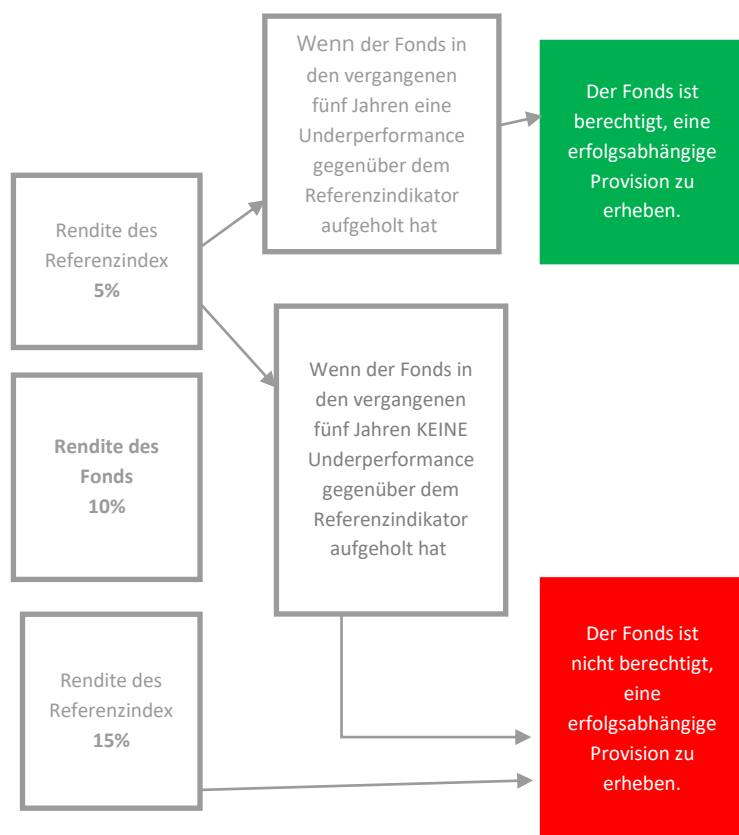 Wenn der Fonds in
den vergangenen
fünf Jahren eine
Underperformance
gegenüber dem
Referenzindikator
aufgeholt hat
Der Fonds ist
berechtigt, eine
erfolgsabhängige
Provision zu
erheben.
Rendite des
Referenzindex
5%
Wenn der Fonds in
den vergangenen
fünf Jahren KEINE
Underperformance
gegenüber dem
Referenzindikator
aufgeholt hat
Rendite des
Fonds
10%
Rendite des
Referenzindex
15%
Der Fonds ist
nicht berechtigt,
eine
erfolgsabhängige
Provision zu
erheben.